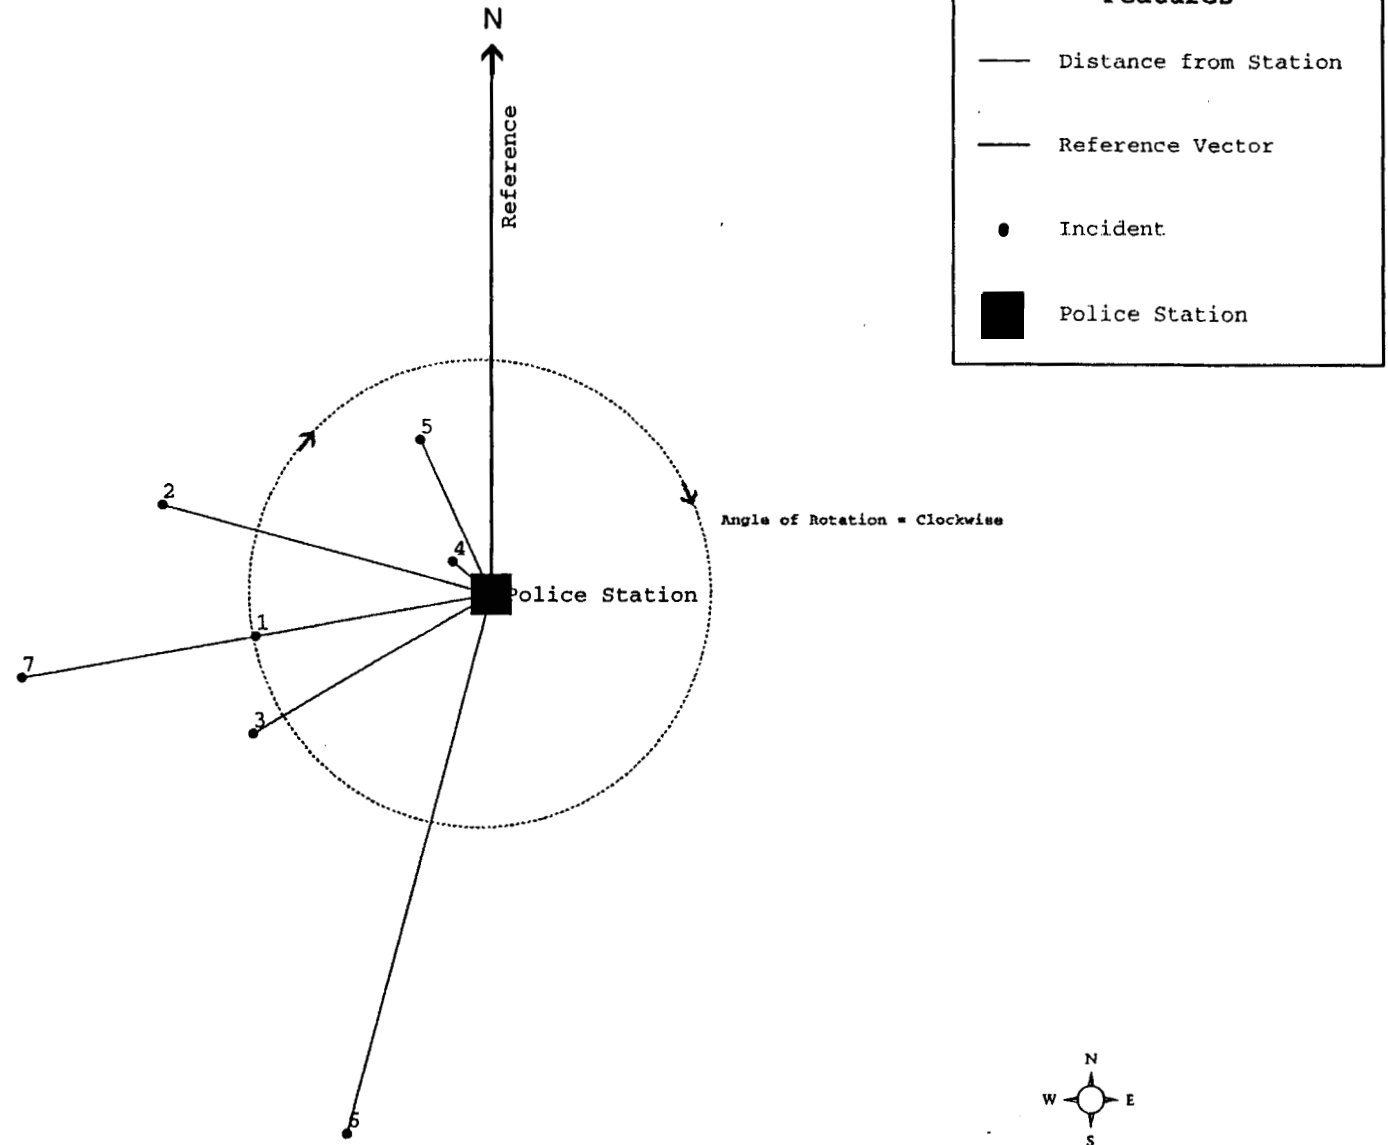 N
Features
Distance from Station
Reference Vector
Incident
Police Station
Reference
5
2
Angle of Rotation = Clockwise
4
Police Station
1
7
3
6
N
W E
S